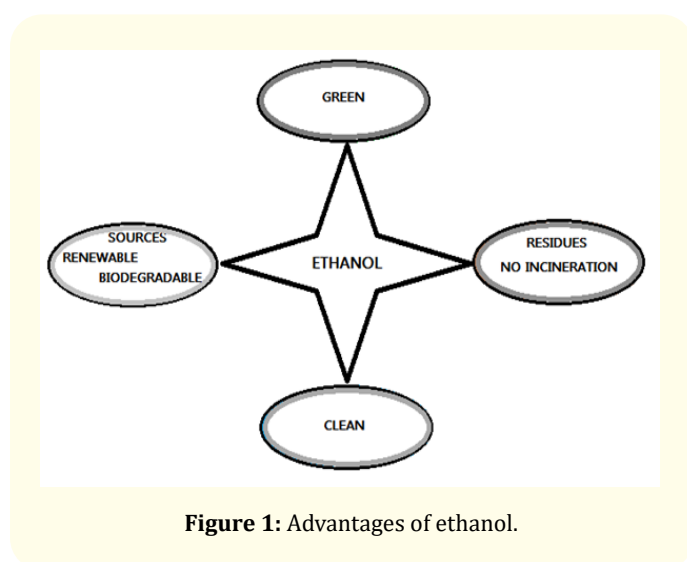 GREEN
SOURCES
RENEWABLE
BIODEGRADABLE
ETHANOL
RESIDUES
NO INCINERATION
CLEAN
Figure 1: Advantages of ethanol.